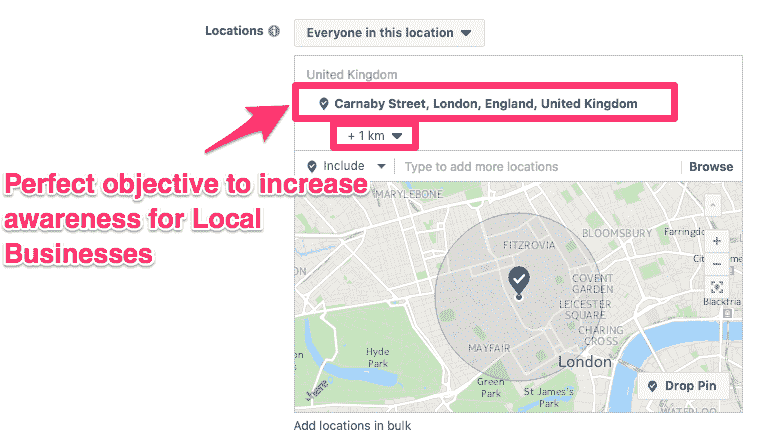 Locations
Everyone in this location
United Kingdom
Carnaby Street, London, England, United Kingdom
+ 1 km
Include
Type to add more locations
Browse
Perfect objective to increase
awareness for Local
Businesses
MARYLEBONE
BLOOMSBURY
Farringdon
FITZROVIA
COVENT
GARDEN
LEICESTER
SQUARE
CHARING
CROSS
MAYFAIR
London
Hyde
Park
Green
Park
St James's
Park
WATERLOO
Drop Pin
Add locations in bulk